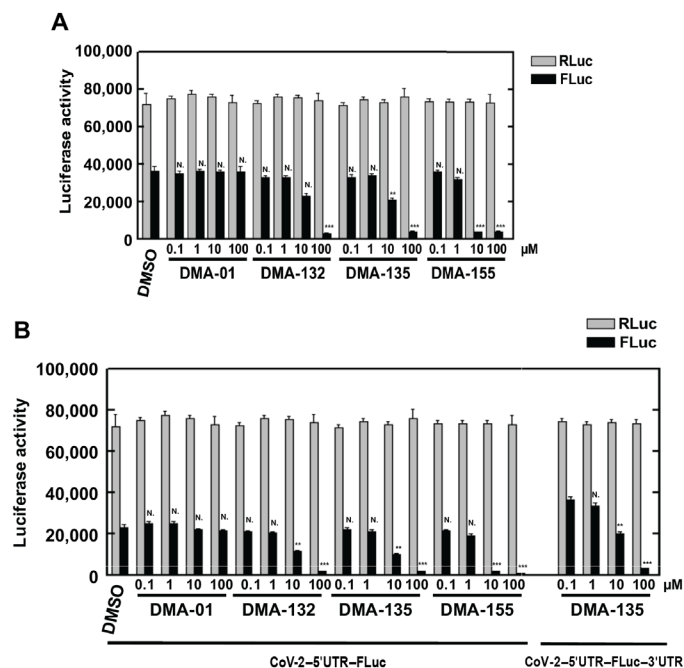 A
100,000
80,000
60,000
40,000
20,000
0
Luciferase activity
RLuc
FLuc
N. N. N. N. N. N. N. *** N. N. ** *** N. N. *** ***
DMSO
0.1 1 10 100 0.1 1 10 100 0.1 1 10 100 0.1 1 10 100 µM
DMA-01 DMA-132 DMA-135 DMA-155
B
RLuc
FLuc
100,000
80,000
60,000
40,000
20,000
0
Luciferase activity
N. N. N. N. N. N. ** *** N. N. ** *** N. N. *** *** N. ** ***
DMSO
0.1 1 10 100 0.1 1 10 100 0.1 1 10 100 0.1 1 10 100 0.1 1 10 100 µM
DMA-01 DMA-132 DMA-135 DMA-155 DMA-135
CoV-2–5'UTR–FLuc CoV-2–5'UTR–FLuc–3'UTR